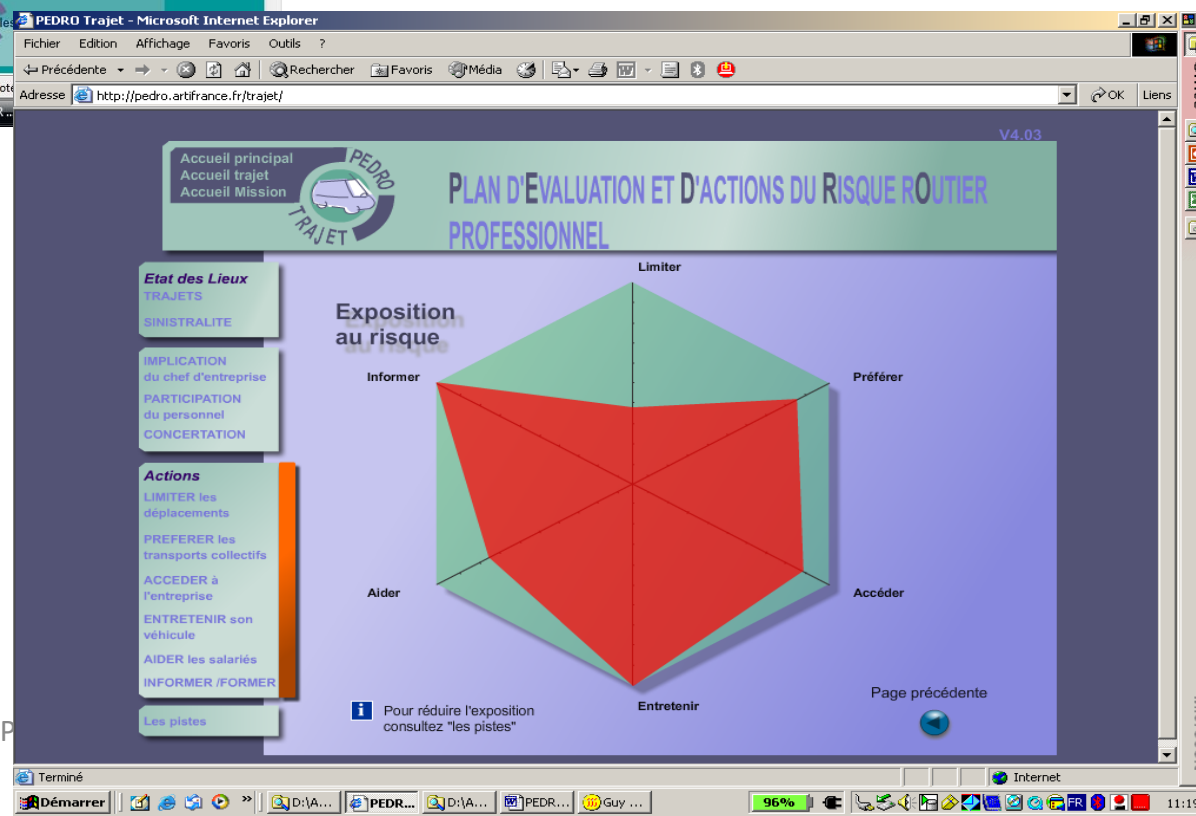 PEDRO Trajet - Microsoft Internet Explorer
Fichier Edition Affichage Favoris Outils ?
Précédente Rechercher Favoris Média
Adresse http://pedro.artifrance.fr/trajet/ OK Liens
V4.03
Accueil principal
Accueil trajet
Accueil Mission
PEDRO
TRAJET
PLAN D'EVALUATION ET D'ACTIONS DU RISQUE ROUTIER
PROFESSIONNEL
Etat des Lieux
TRAJETS
SINISTRALITE
IMPLICATION
du chef d'entreprise
PARTICIPATION
du personnel
CONCERTATION
Actions
LIMITER les
déplacements
PREFERER les
transports collectifs
ACCEDER à
l'entreprise
ENTRETENIR son
véhicule
AIDER les salariés
INFORMER /FORMER
Les pistes
Exposition
au risque
Limiter
Préférer
Accéder
Entretenir
Aider
Informer
Pour réduire l'exposition
consultez "les pistes"
Page précédente
Terminé
Internet
Démarrer » D:\A... PEDR... D:\A... PEDR... Guy ... 96% FR 11:19